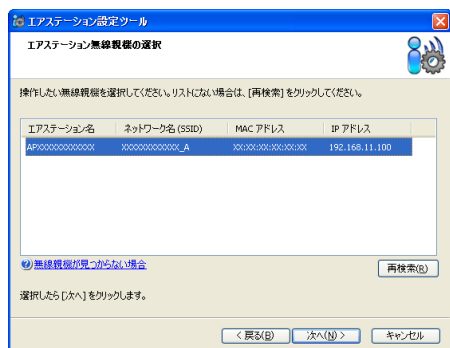 エアステーション設定ツール
エアステーション無線親機の選択
操作したい無線親機を選択してください。リストにない場合は、[再検索]をクリックしてください。
エアステーション名 ネットワーク名 (SSID) MAC アドレス IP アドレス
APXXXXXXXXXXXX XXXXXXXXXXXX_A XX:XX:XX:XX:XX:XX 192.168.11.100
無線親機が見つからない場合
再検索(R)
選択したら[次へ]をクリックします。
< 戻る(B) 次へ(N) > キャンセル